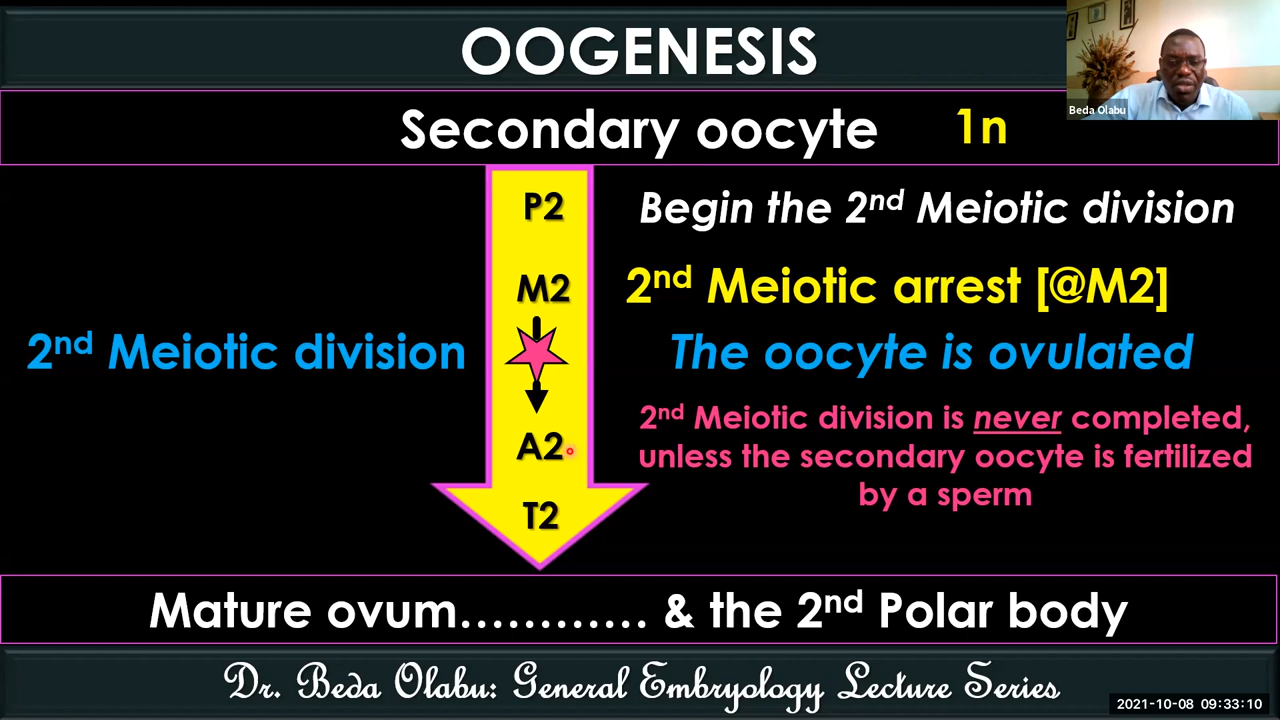 OOGENESIS
Beda Olabu
Secondary oocyte 1n
P2 Begin the 2nd Meiotic division
M2 2nd Meiotic arrest [@M2]
2nd Meiotic division The oocyte is ovulated
2nd Meiotic division is never completed,
A2 unless the secondary oocyte is fertilized
by a sperm
T2
Mature ovum............ & the 2nd Polar body
Dr. Beda Olabu: General Embryology Lecture Series
2021-10-08 09:33:10